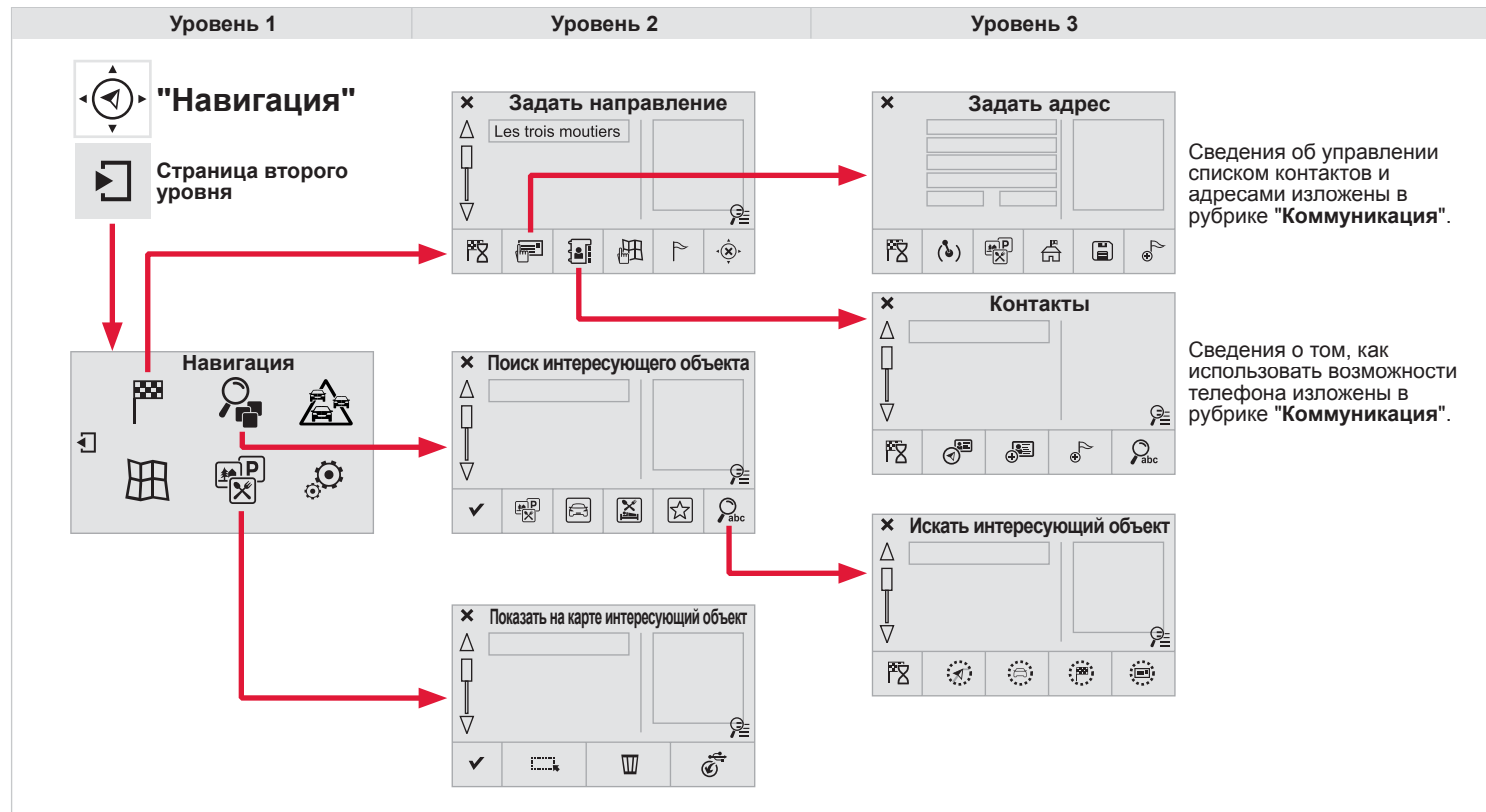 Уровень 1
Уровень 2
Уровень 3
"Навигация"
Страница второго
уровня
Навигация
Задать направление
Les trois moutiers
Поиск интересующего объекта
abc
Показать на карте интересующий объект
Задать адрес
Сведения об управлении
списком контактов и
адресами изложены в
рубрике "Коммуникация".
Контакты
abc
Сведения о том, как
использовать возможности
телефона изложены в
рубрике "Коммуникация".
Искать интересующий объект
P
P
P